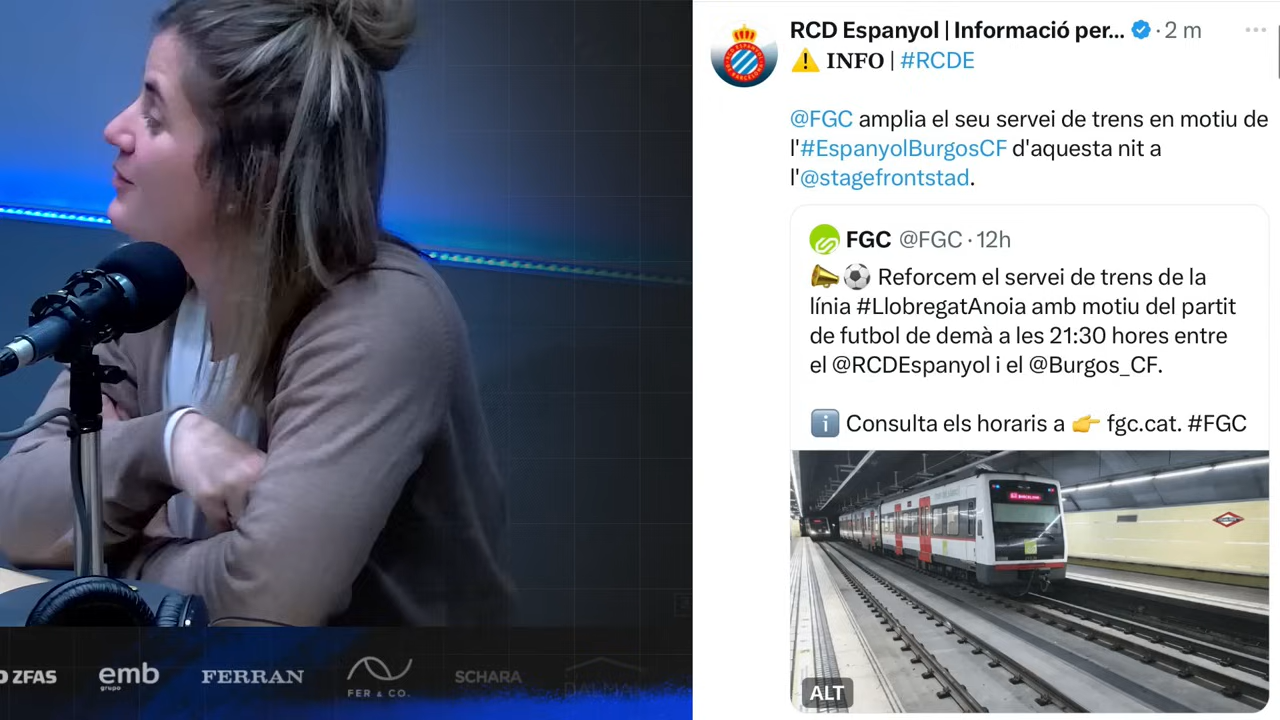 ZFAS
emb
grupo
FERRAN
FER & CO.
SCHARA
RCD Espanyol | Informació per... · 2 m
⚠️ INFO | #RCDE
@FGC amplia el seu servei de trens en motiu de
l'#EspanyolBurgosCF d'aquesta nit a
l'@stagefrontstad.
FGC @FGC · 12h
📣⚽ Reforcem el servei de trens de la
línia #LlobregatAnoia amb motiu del partit
de futbol de demà a les 21:30 hores entre
el @RCDEspanyol i el @Burgos_CF.
ℹ️ Consulta els horaris a 👉 fgc.cat. #FGC
ALT